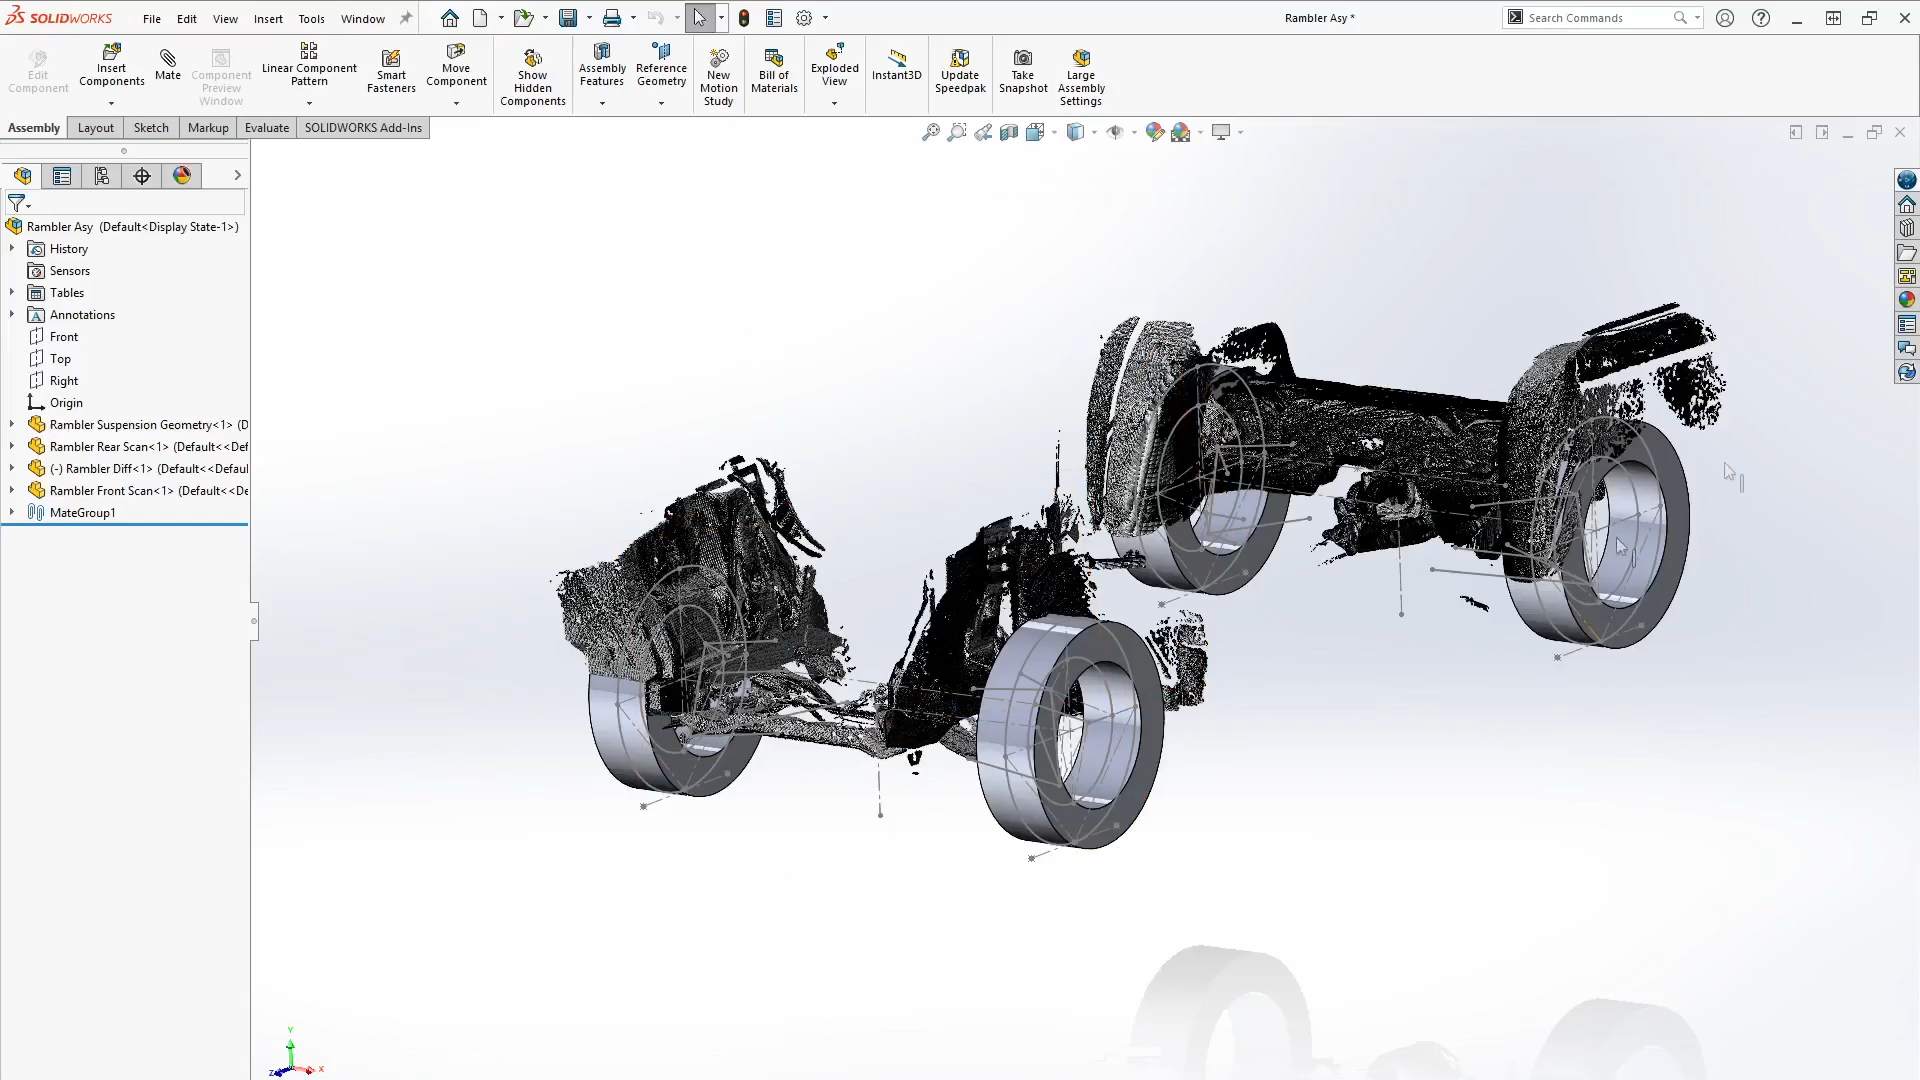 SOLIDWORKS
File Edit View Insert Tools Window
Rambler Asy *
Search Commands
Edit Component
Insert Components
Mate
Component Preview Window
Linear Component Pattern
Smart Fasteners
Move Component
Show Hidden Components
Assembly Features
Reference Geometry
New Motion Study
Bill of Materials
Exploded View
Instant3D
Update Speedpak
Take Snapshot
Large Assembly Settings
Assembly Layout Sketch Markup Evaluate SOLIDWORKS Add-Ins
Rambler Asy (Default<Display State-1>)
History
Sensors
Tables
A Annotations
Front
Top
Right
Origin
Rambler Suspension Geometry<1> (D
Rambler Rear Scan<1> (Default<<Def
(-) Rambler Diff<1> (Default<<Defaul
Rambler Front Scan<1> (Default<<De
MateGroup1
Y
Z X